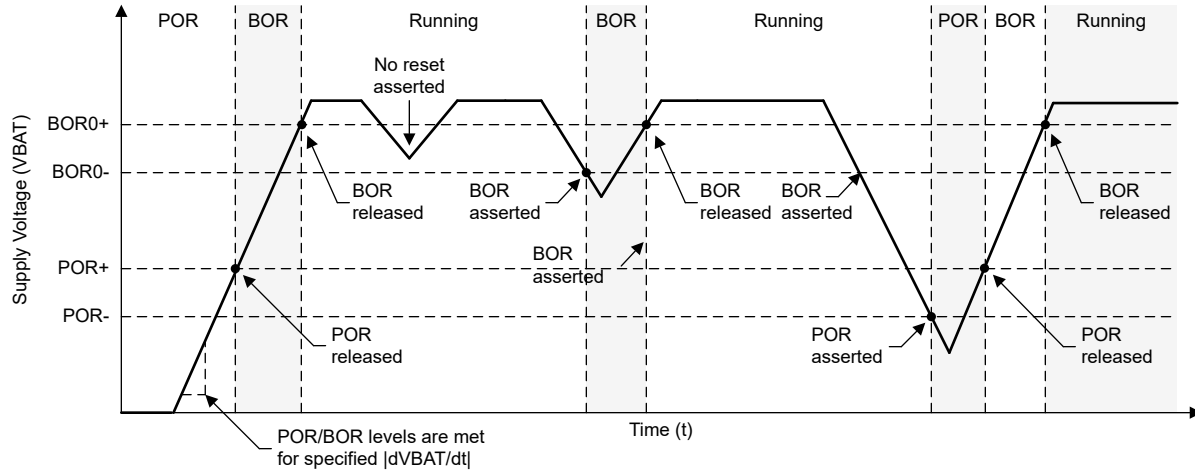 POR
BOR
Running
BOR
Running
POR
BOR
Running
No reset
asserted
Supply Voltage (VBAT)
BOR0+
BOR0-
POR+
POR-
BOR
released
BOR
asserted
BOR
released
BOR
asserted
BOR
released
BOR
asserted
POR
released
POR
asserted
POR
released
Time (t)
POR/BOR levels are met
for specified |dVBAT/dt|